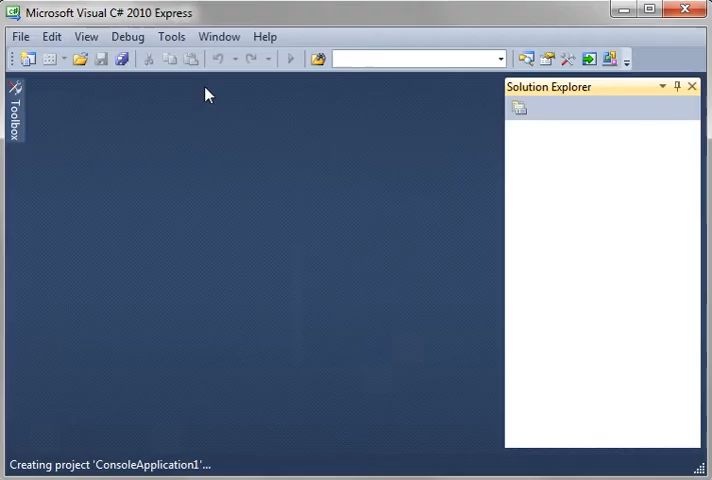 Microsoft Visual C# 2010 Express
File Edit View Debug Tools Window Help
Toolbox
Solution Explorer
Creating project 'ConsoleApplication1'...